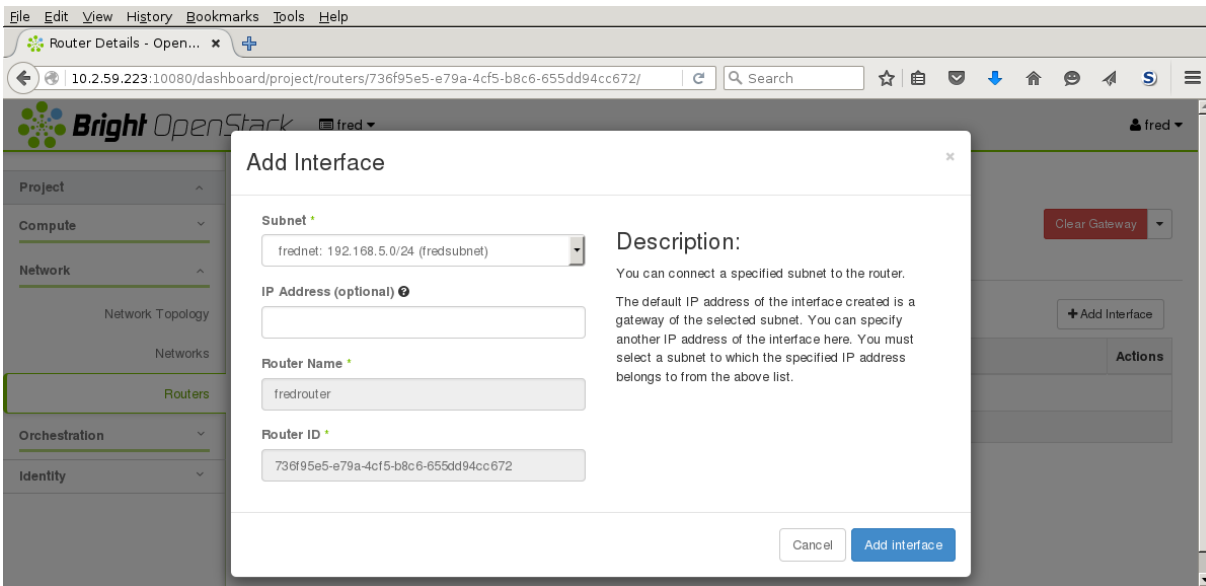 File Edit View History Bookmarks Tools Help
Router Details - Open...
10.2.59.223:10080/dashboard/project/routers/736f95e5-e79a-4cf5-b8c6-655dd94cc672/ Search
Bright OpenStack fred fred
Add Interface
Project
Compute
Network
Network Topology
Networks
Routers
Orchestration
Identity
Subnet *
frednet: 192.168.5.0/24 (fredsubnet)
IP Address (optional)
Router Name *
fredrouter
Router ID *
736f95e5-e79a-4cf5-b8c6-655dd94cc672
Description:
You can connect a specified subnet to the router.
The default IP address of the interface created is a
gateway of the selected subnet. You can specify
another IP address of the interface here. You must
select a subnet to which the specified IP address
belongs to from the above list.
Cancel Add interface
Clear Gateway
+ Add Interface
Actions